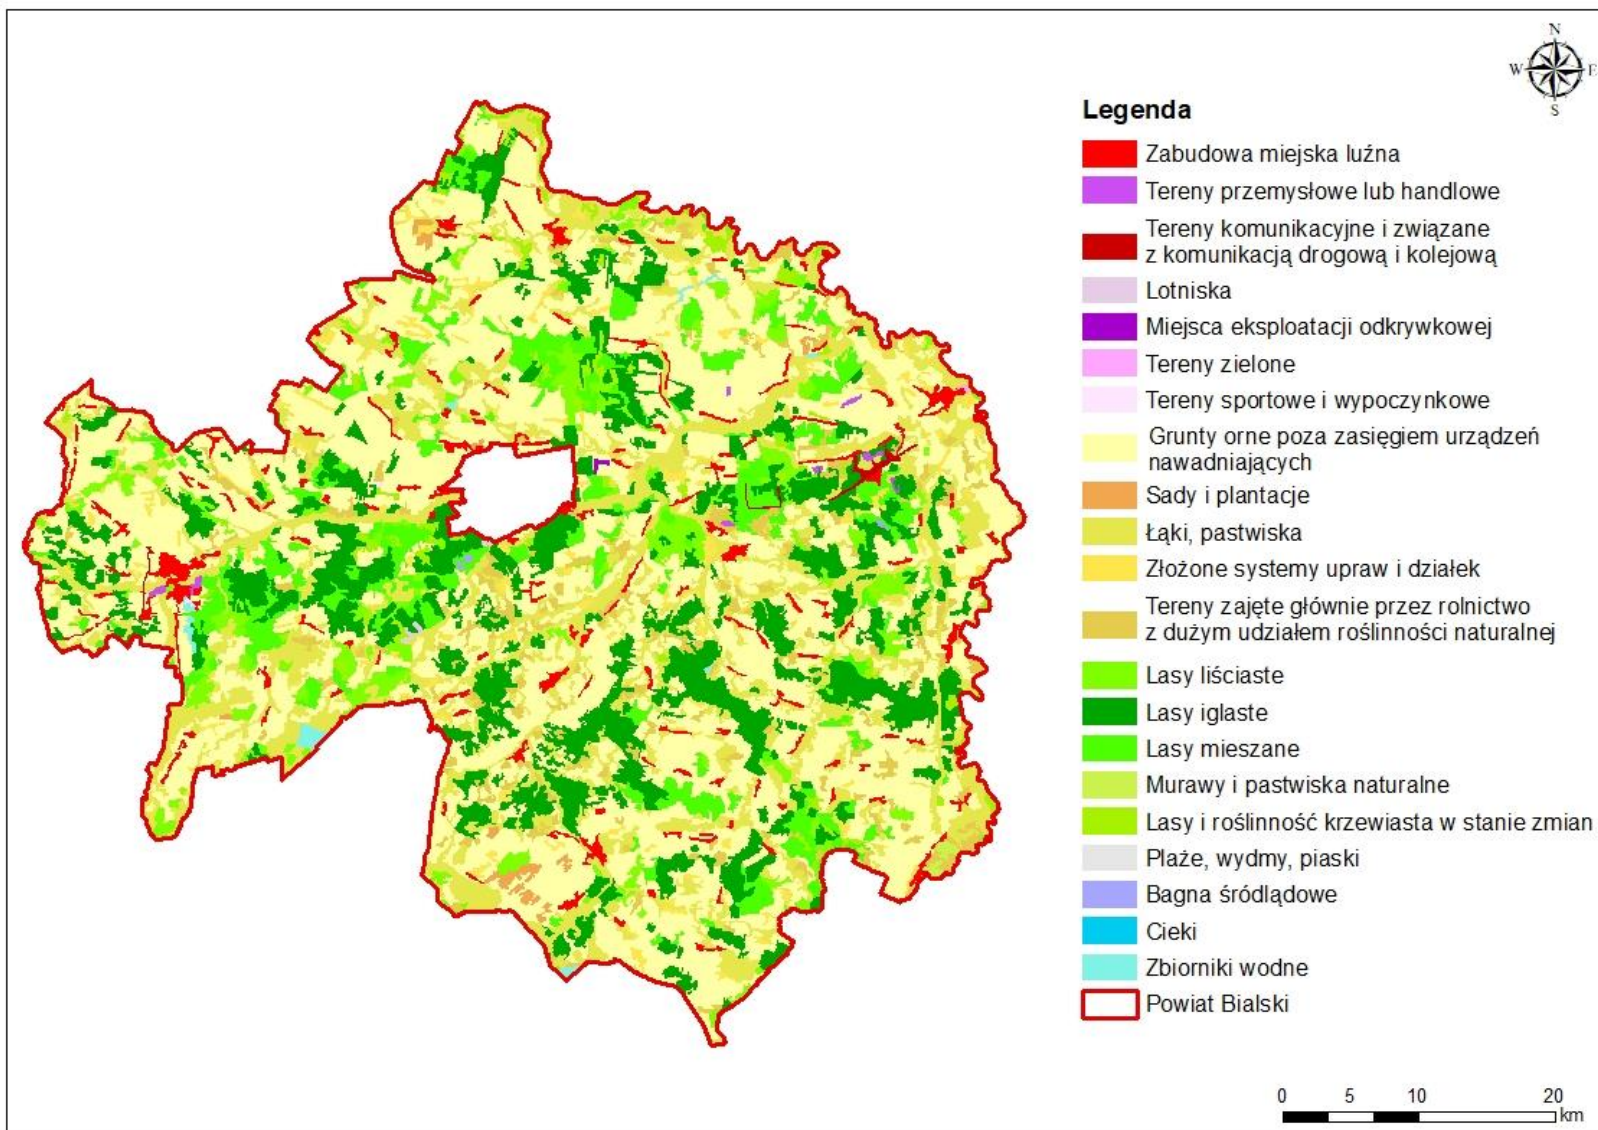 N
W E
S
Legenda
Zabudowa miejska luźna
Tereny przemysłowe lub handlowe
Tereny komunikacyjne i związane
z komunikacją drogową i kolejową
Lotniska
Miejsca eksploatacji odkrywkowej
Tereny zielone
Tereny sportowe i wypoczynkowe
Grunty orne poza zasięgiem urządzeń
nawadniających
Sady i plantacje
Łąki, pastwiska
Złożone systemy upraw i działek
Tereny zajęte głównie przez rolnictwo
z dużym udziałem roślinności naturalnej
Lasy liściaste
Lasy iglaste
Lasy mieszane
Murawy i pastwiska naturalne
Lasy i roślinność krzewiasta w stanie zmian
Plaże, wydmy, piaski
Bagna śródlądowe
Cieki
Zbiorniki wodne
Powiat Bialski
0 5 10 20
km